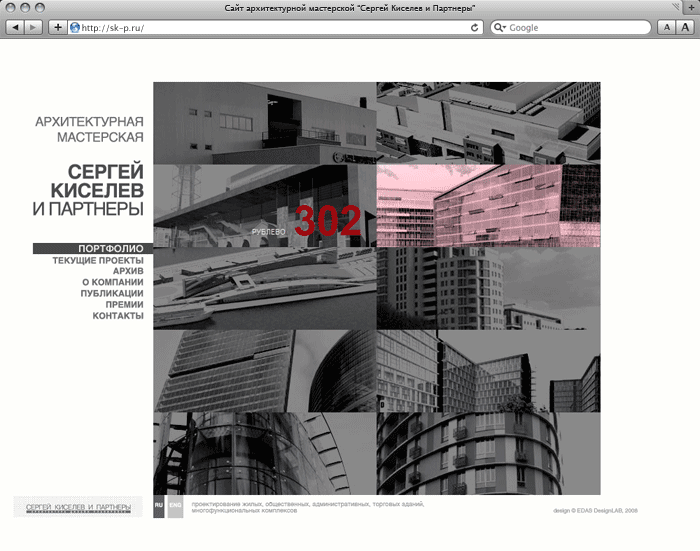 Сайт архитектурной мастерской "Сергей Киселев и Партнеры"
http://sk-p.ru/
Google
A
A
АРХИТЕКТУРНАЯ
МАСТЕРСКАЯ
СЕРГЕЙ
КИСЕЛЕВ
И ПАРТНЕРЫ
ПОРТФОЛИО
ТЕКУЩИЕ ПРОЕКТЫ
АРХИВ
О КОМПАНИИ
ПУБЛИКАЦИИ
ПРЕМИИ
КОНТАКТЫ
РУБЛЕВО 302
СЕРГЕЙ КИСЕЛЕВ И ПАРТНЕРЫ
RU ENG
проектирование жилых, общественных, административных, торговых зданий,
многофункциональных комплексов
design © EDAS DesignLAB, 2008